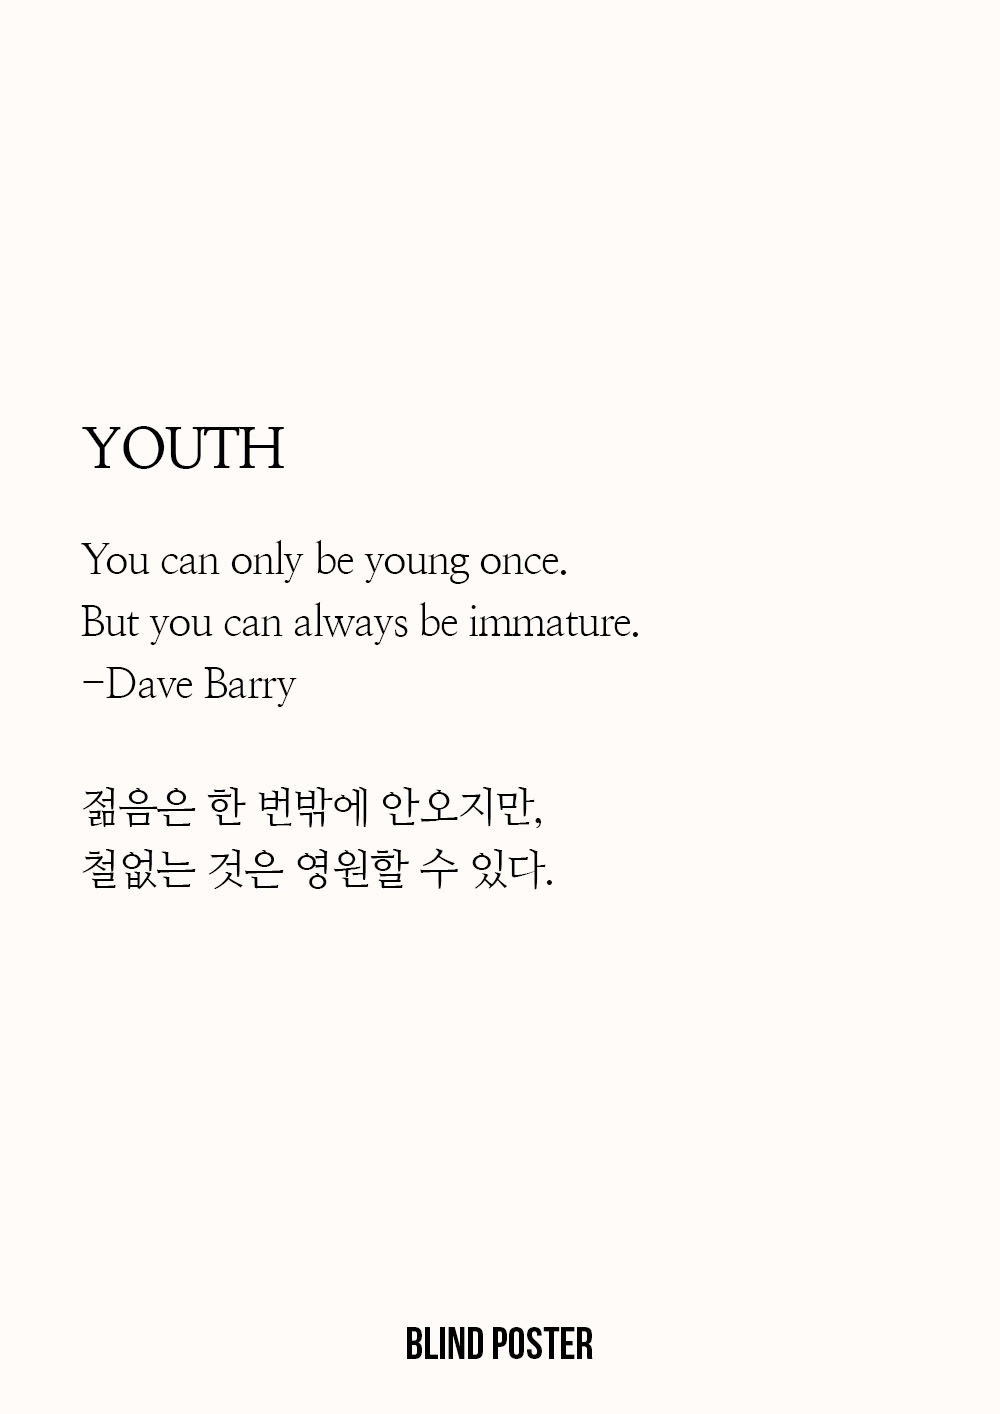 YOUTH
You can only be young once.
But you can always be immature.
-Dave Barry
젊음은 한 번밖에 안오지만,
철없는 것은 영원할 수 있다.
BLIND POSTER